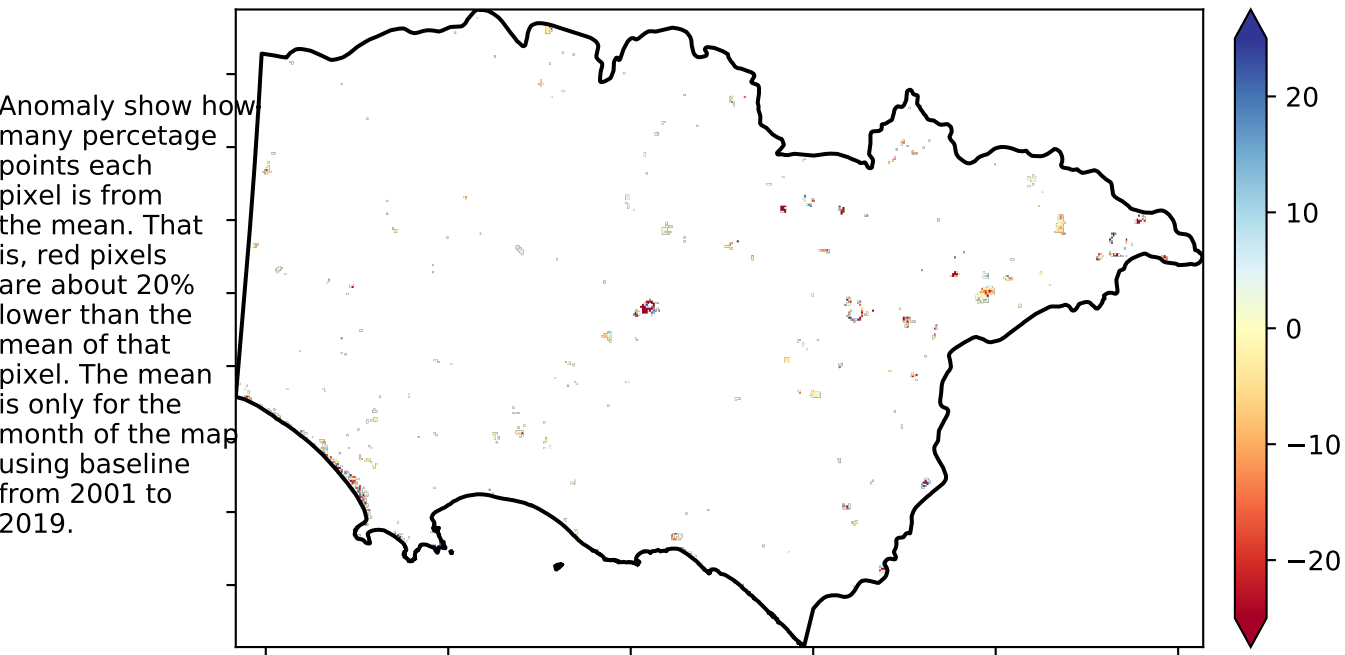 Anomaly show how
many percetage
points each
pixel is from
the mean. That
is, red pixels
are about 20%
lower than the
mean of that
pixel. The mean
is only for the
month of the map
using baseline
from 2001 to
2019.
20
10
0
−10
−20